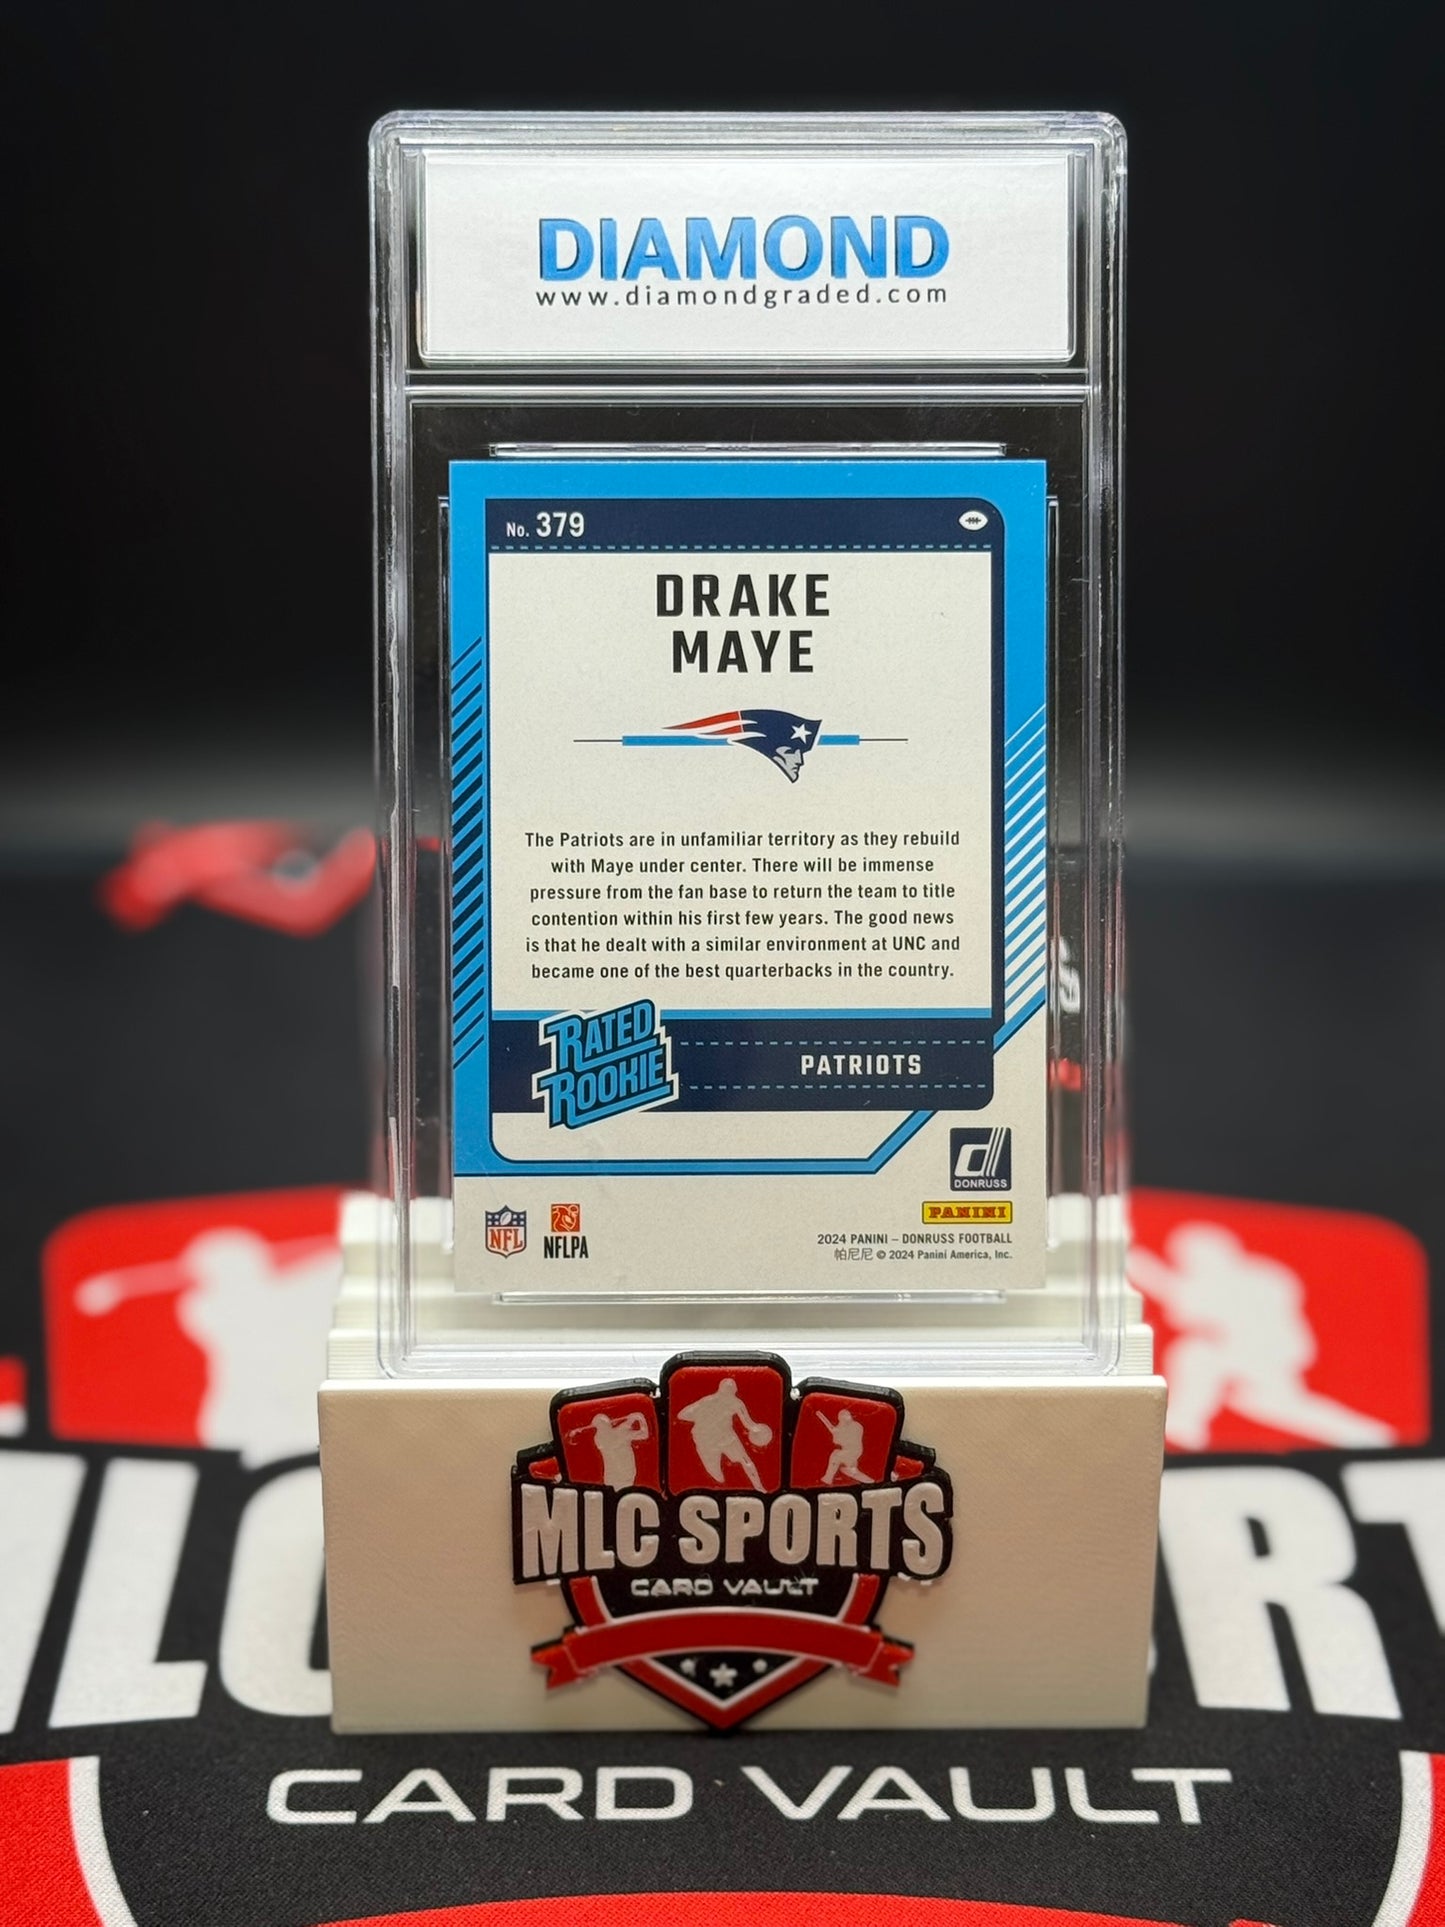 DIAMOND
www.diamondgraded.com
No. 379
DRAKE
MAYE
The Patriots are in unfamiliar territory as they rebuild
with Maye under center. There will be immense
pressure from the fan base to return the team to title
contention within his first few years. The good news
is that he dealt with a similar environment at UNC and
became one of the best quarterbacks in the country.
RATED
ROOKIE
PATRIOTS
d
DONRUSS
PANINI
NFL
NFLPA
2024 PANINI – DONRUSS FOOTBALL
帕尼尼 © 2024 Panini America, Inc.
MLC SPORTS
CARD VAULT
CARD VAULT